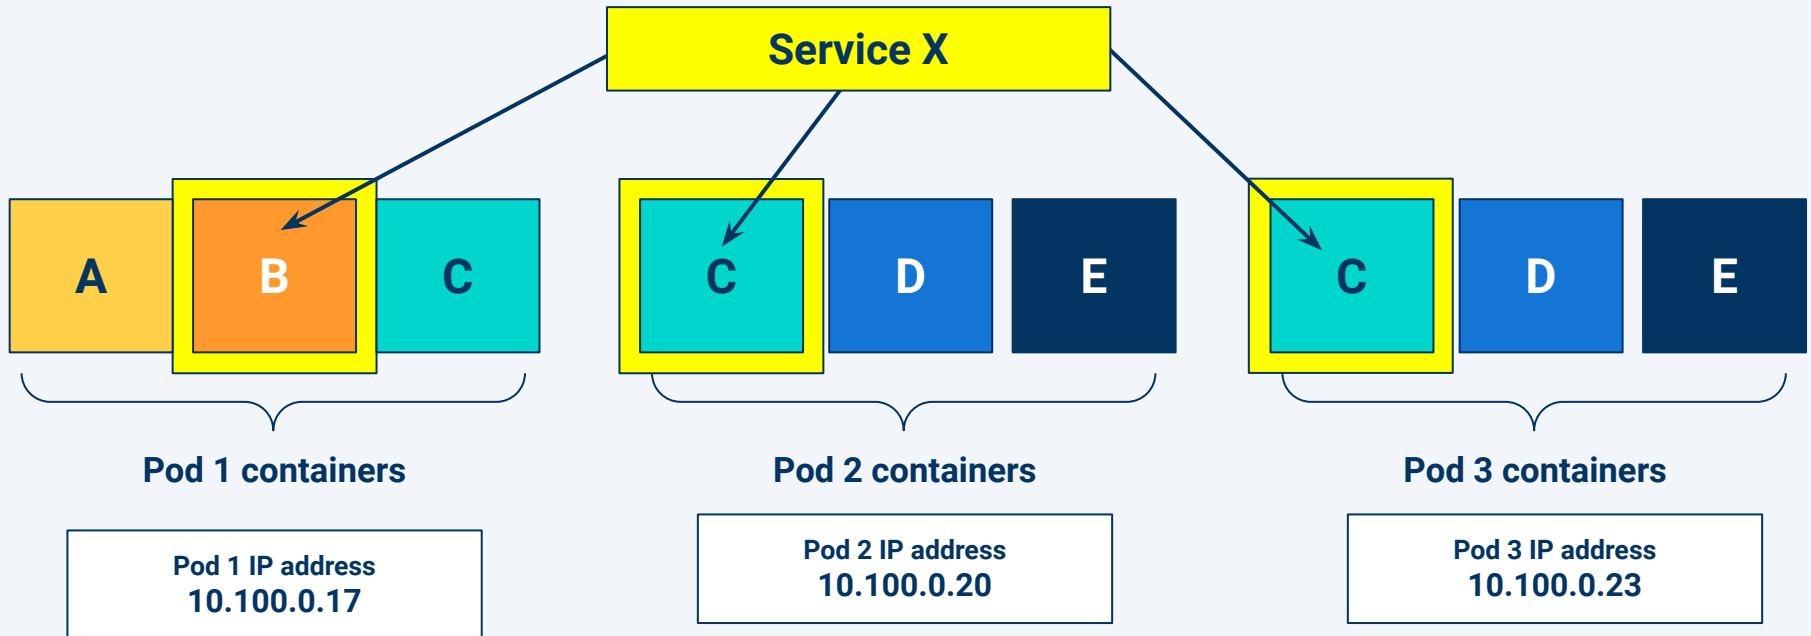 Service X
A
B
C
C
D
E
C
D
E
Pod 1 containers
Pod 2 containers
Pod 3 containers
Pod 1 IP address
10.100.0.17
Pod 2 IP address
10.100.0.20
Pod 3 IP address
10.100.0.23